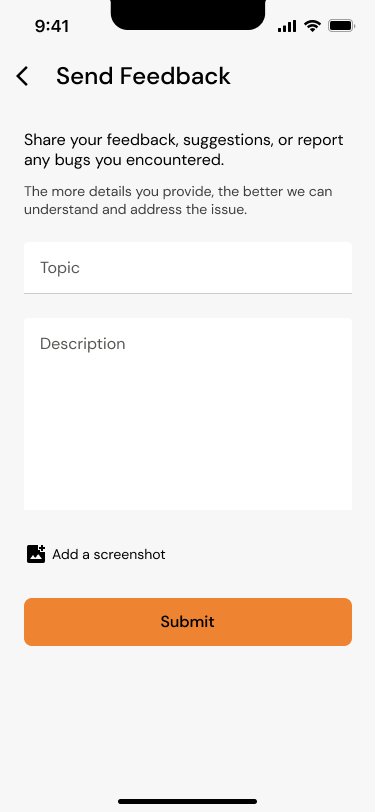 9:41
Send Feedback
Share your feedback, suggestions, or report
any bugs you encountered.
The more details you provide, the better we can
understand and address the issue.
Topic
Description
Add a screenshot
Submit